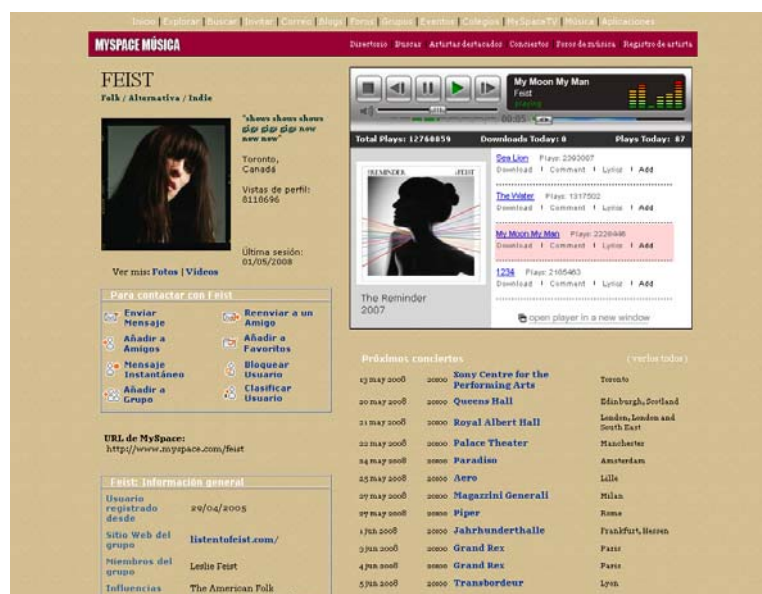 Inicio | Explorar | Buscar | Invitar | Correo | Blogs | Foros | Grupos | Eventos | Colegios | MySpaceTV | Música | Aplicaciones
MYSPACE MÚSICA
Directorio Buscar Artistas destacados Conciertos Foros de música Registro de artista
FEIST
Folk / Alternativa / Indie
"shows shows shows
gigs gigs gigs now
new new"
Toronto,
Canadá
Vistas de perfil:
8118696
Última sesión:
01/05/2008
Ver mis: Fotos | Vídeos
Para contactar con Feist
Enviar Mensaje
Reenviar a un Amigo
Añadir a Amigos
Añadir a Favoritos
Mensaje Instantáneo
Bloquear Usuario
Añadir a Grupo
Clasificar Usuario
URL de MySpace:
http://www.myspace.com/feist
Feist: Información general
Usuario registrado desde 29/04/2005
Sitio Web del grupo listentofeist.com/
Miembros del grupo Leslie Feist
Influencias The American Folk
My Moon My Man
Feist
playing
00:05
Total Plays: 12760859 Downloads Today: 0 Plays Today: 87
THE REMINDER FEIST
The Reminder
2007
Sea Lion Plays: 2393007
Download | Comment | Lyrics | Add
The Water Plays: 1317502
Download | Comment | Lyrics | Add
My Moon My Man Plays:
Download | Comment | Lyrics | Add
1234 Plays: 2185463
Download | Comment | Lyrics | Add
open player in a new window
Próximos conciertos ( verlos todos )
13 may 2008 20:00 Sony Centre for the Performing Arts Toronto
20 may 2008 20:00 Queens Hall Edinburgh, Scotland
21 may 2008 20:00 Royal Albert Hall London, London and South East
22 may 2008 20:00 Palace Theater Manchester
24 may 2008 20:00 Paradiso Amsterdam
25 may 2008 20:00 Aero Lille
27 may 2008 20:00 Magazzini Generali Milan
27 may 2008 20:00 Piper Rome
1 jun 2008 20:00 Jahrhunderthalle Frankfurt, Hessen
3 jun 2008 20:00 Grand Rex Paris
4 jun 2008 20:00 Grand Rex Paris
5 jun 2008 20:00 Transbordeur Lyon